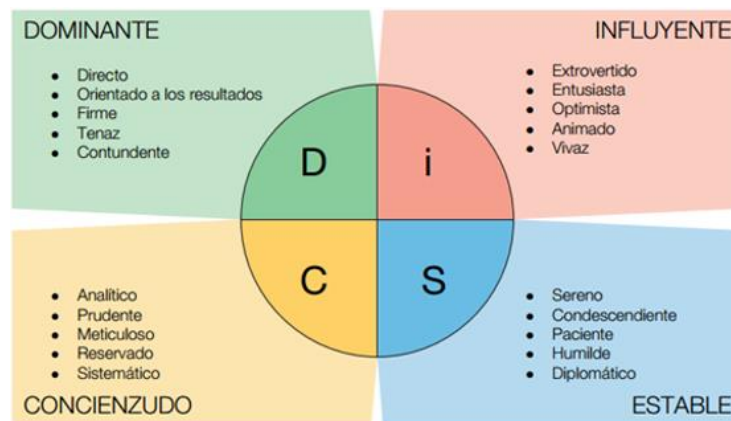 DOMINANTE
• Directo
• Orientado a los resultados
• Firme
• Tenaz
• Contundente
INFLUYENTE
• Extrovertido
• Entusiasta
• Optimista
• Animado
• Vivaz
D
i
C
S
• Analítico
• Prudente
• Meticuloso
• Reservado
• Sistemático
CONCIENZUDO
• Sereno
• Condescendiente
• Paciente
• Humilde
• Diplomático
ESTABLE